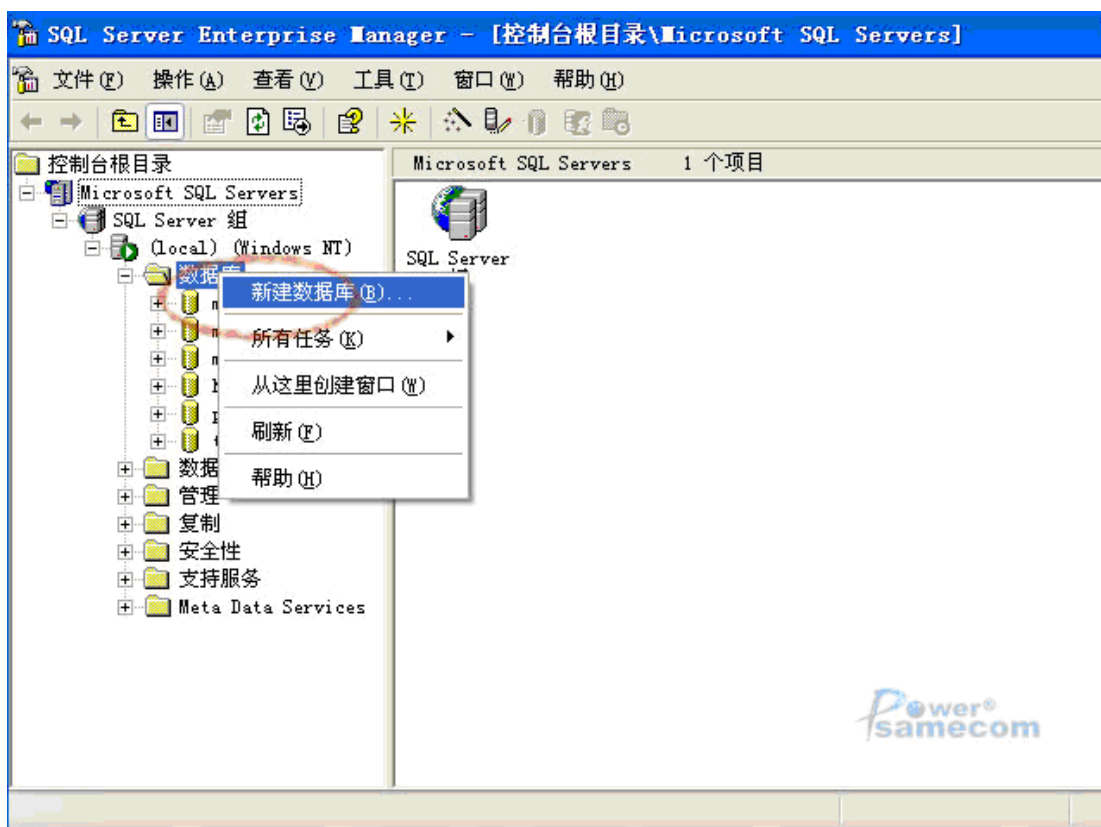 SQL Server Enterprise Manager - [控制台根目录\Microsoft SQL Servers]
文件(F) 操作(A) 查看(V) 工具(T) 窗口(W) 帮助(H)
控制台根目录
Microsoft SQL Servers
SQL Server 组
(local) (Windows NT)
数据库
新建数据库(B)...
所有任务(K)
从这里创建窗口(W)
刷新(F)
帮助(H)
数据
管理
复制
安全性
支持服务
Meta Data Services
Microsoft SQL Servers 1 个项目
SQL Server
Power®
samecom